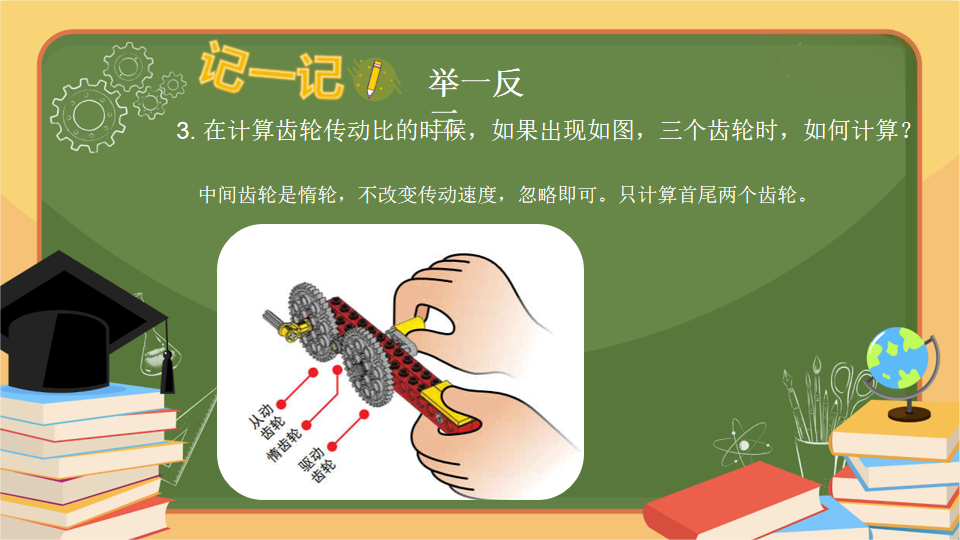 记一记
举一反
三
3. 在计算齿轮传动比的时候，如果出现如图，三个齿轮时，如何计算？
中间齿轮是惰轮，不改变传动速度，忽略即可。只计算首尾两个齿轮。
从动
齿轮
惰齿轮
驱动
齿轮